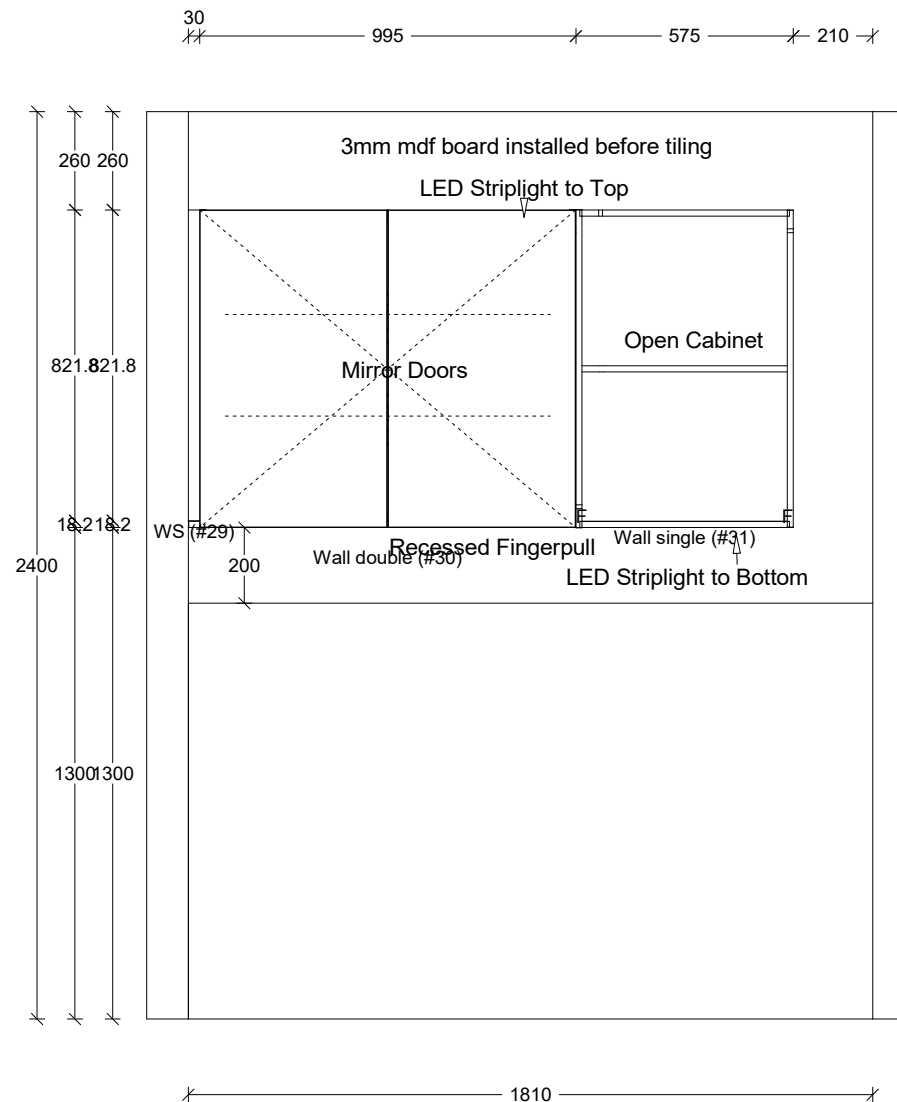 30
995
575
210
260
260
3mm mdf board installed before tiling
LED Striplight to Top
Open Cabinet
821.8
821.8
Mirror Doors
18.2
18.2
WS (#29)
Wall single (#31)
Recessed Fingerpull
Wall double (#30)
2400
200
LED Striplight to Bottom
1300
1300
1810